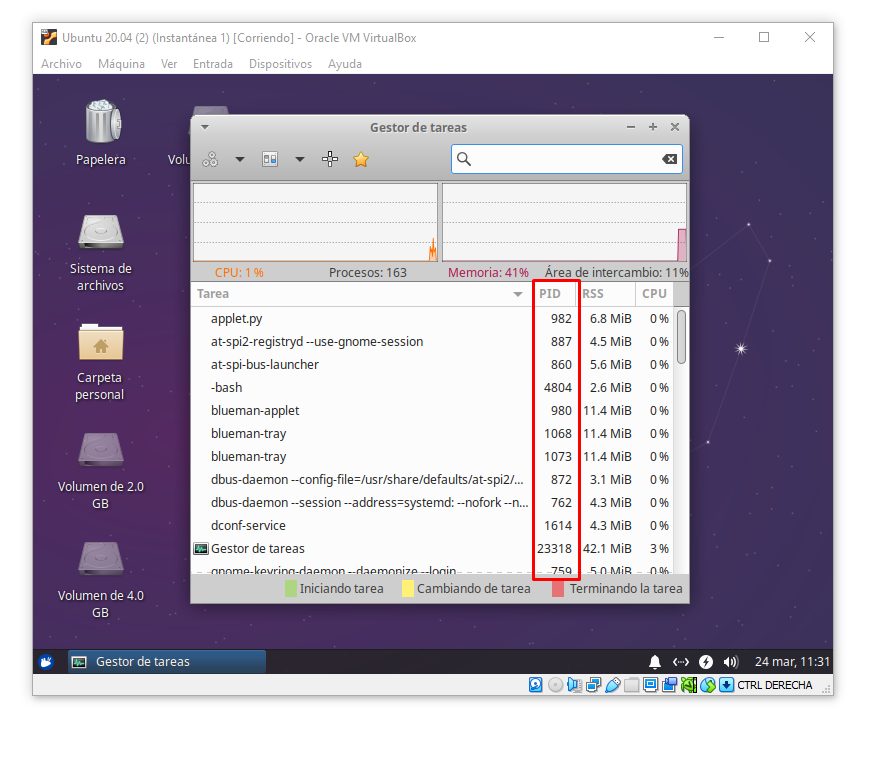 Ubuntu 20.04 (2) (Instantánea 1) [Corriendo] - Oracle VM VirtualBox
Archivo Máquina Ver Entrada Dispositivos Ayuda
Papelera
Volu
Sistema de
archivos
Carpeta
personal
Volumen de 2.0
GB
Volumen de 4.0
GB
Gestor de tareas
CPU: 1 % Procesos: 163 Memoria: 41% Área de intercambio: 11%
Tarea PID RSS CPU
applet.py 982 6.8 MiB 0 %
at-spi2-registryd --use-gnome-session 887 4.5 MiB 0 %
at-spi-bus-launcher 860 5.6 MiB 0 %
-bash 4804 2.6 MiB 0 %
blueman-applet 980 11.4 MiB 0 %
blueman-tray 1068 11.4 MiB 0 %
blueman-tray 1073 11.4 MiB 0 %
dbus-daemon --config-file=/usr/share/defaults/at-spi2/... 872 3.1 MiB 0 %
dbus-daemon --session --address=systemd: --nofork --n... 762 4.3 MiB 0 %
dconf-service 1614 4.3 MiB 0 %
Gestor de tareas 23318 42.1 MiB 3 %
gnome-keyring-daemon --daemonize --login 759 5.0 MiB 0 %
Iniciando tarea Cambiando de tarea Terminando la tarea
Gestor de tareas 24 mar, 11:31
CTRL DERECHA